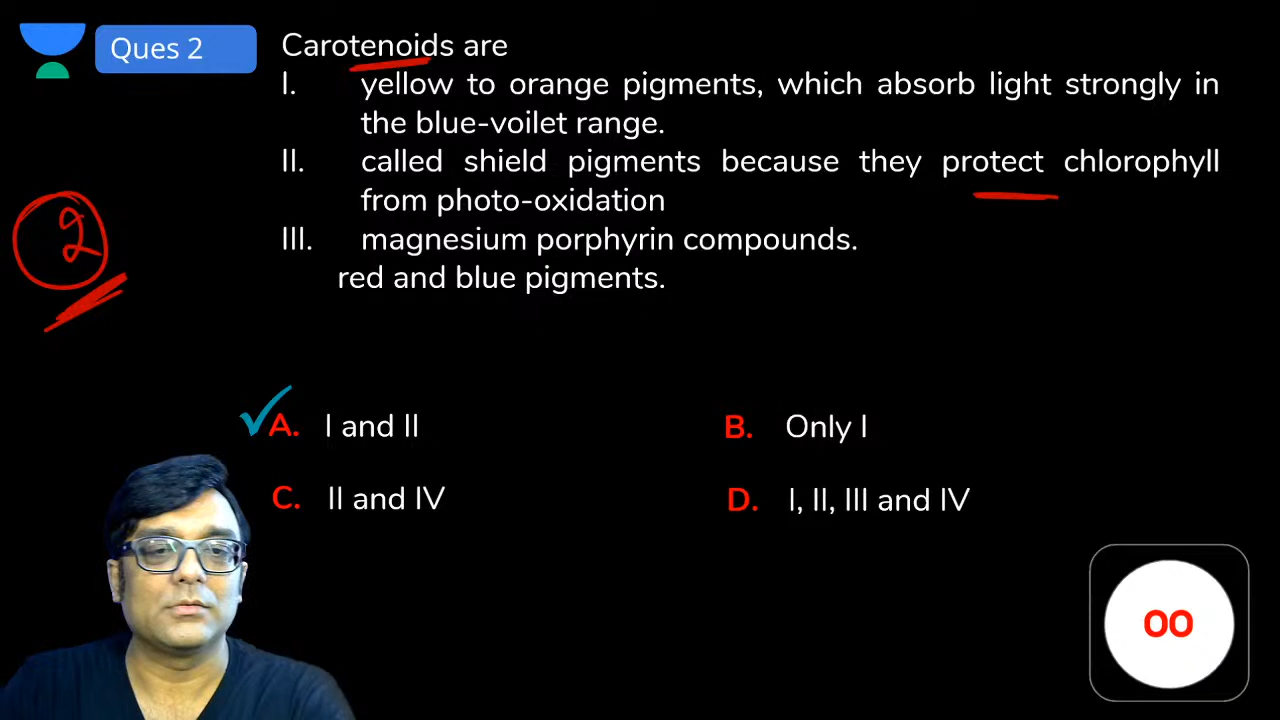 Ques 2
Carotenoids are
I. yellow to orange pigments, which absorb light strongly in
the blue-voilet range.
II. called shield pigments because they protect chlorophyll
from photo-oxidation
III. magnesium porphyrin compounds.
red and blue pigments.
2
A. I and II
B. Only I
C. II and IV
D. I, II, III and IV
00